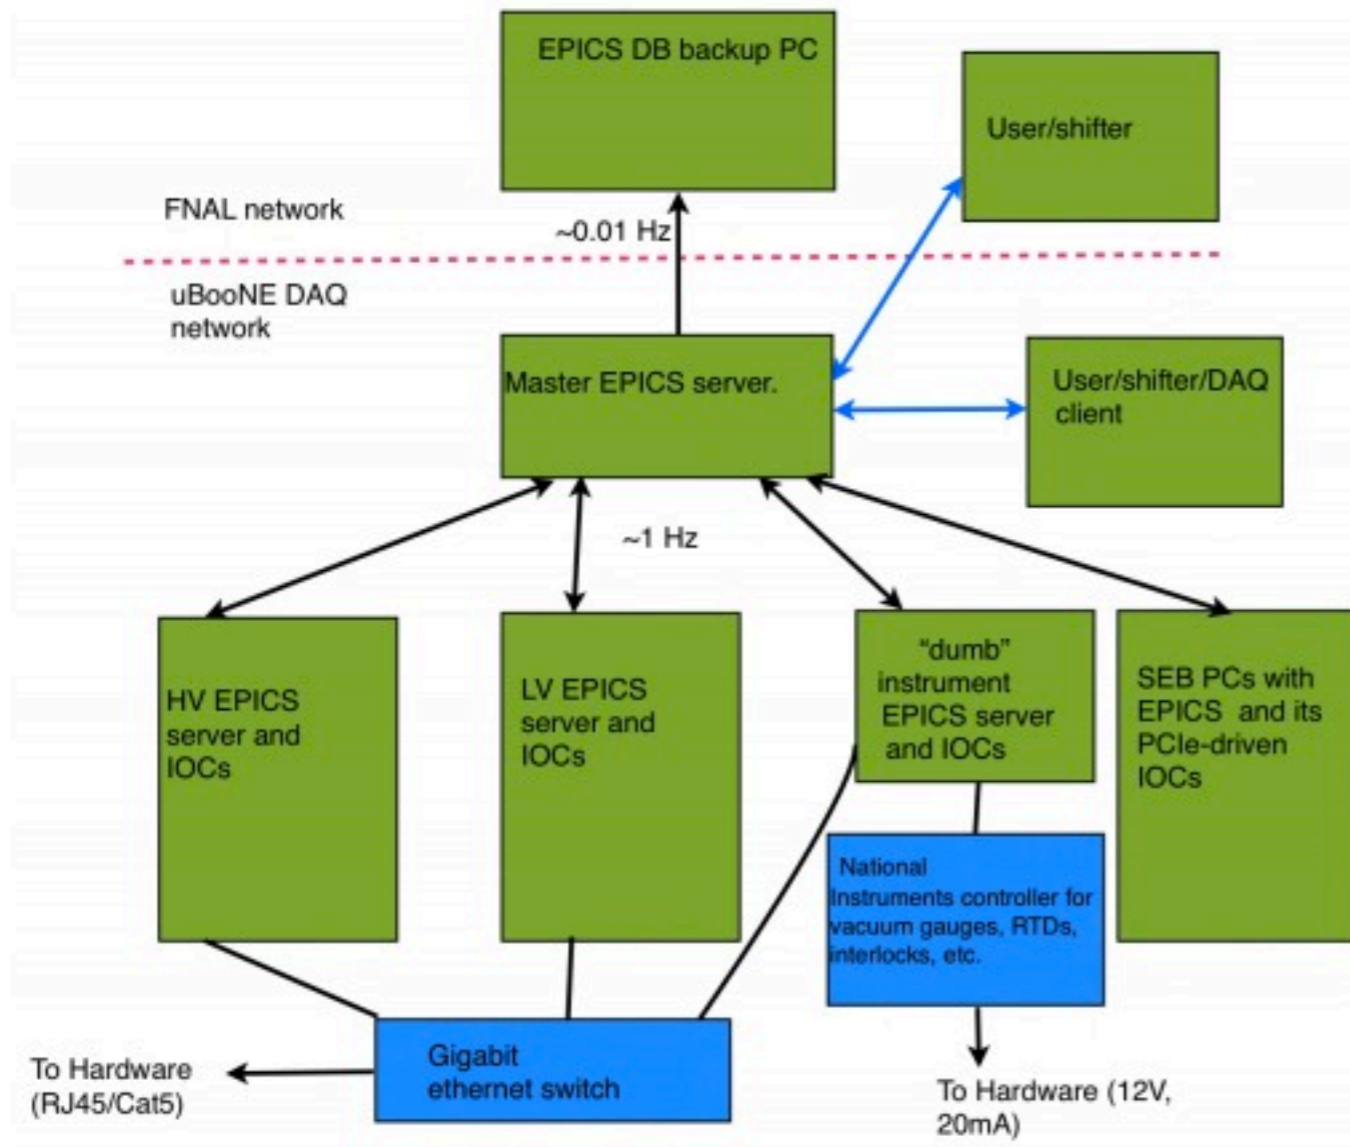 EPICS DB backup PC
User/shifter
FNAL network
~0.01 Hz
uBooNE DAQ
network
Master EPICS server.
User/shifter/DAQ
client
~1 Hz
HV EPICS
server and
IOCs
LV EPICS
server and
IOCs
“dumb”
instrument
EPICS server
and IOCs
SEB PCs with
EPICS and its
PCIe-driven
IOCs
National
Instruments controller for
vacuum gauges, RTDs,
interlocks, etc.
Gigabit
ethernet switch
To Hardware
(RJ45/Cat5)
To Hardware (12V,
20mA)